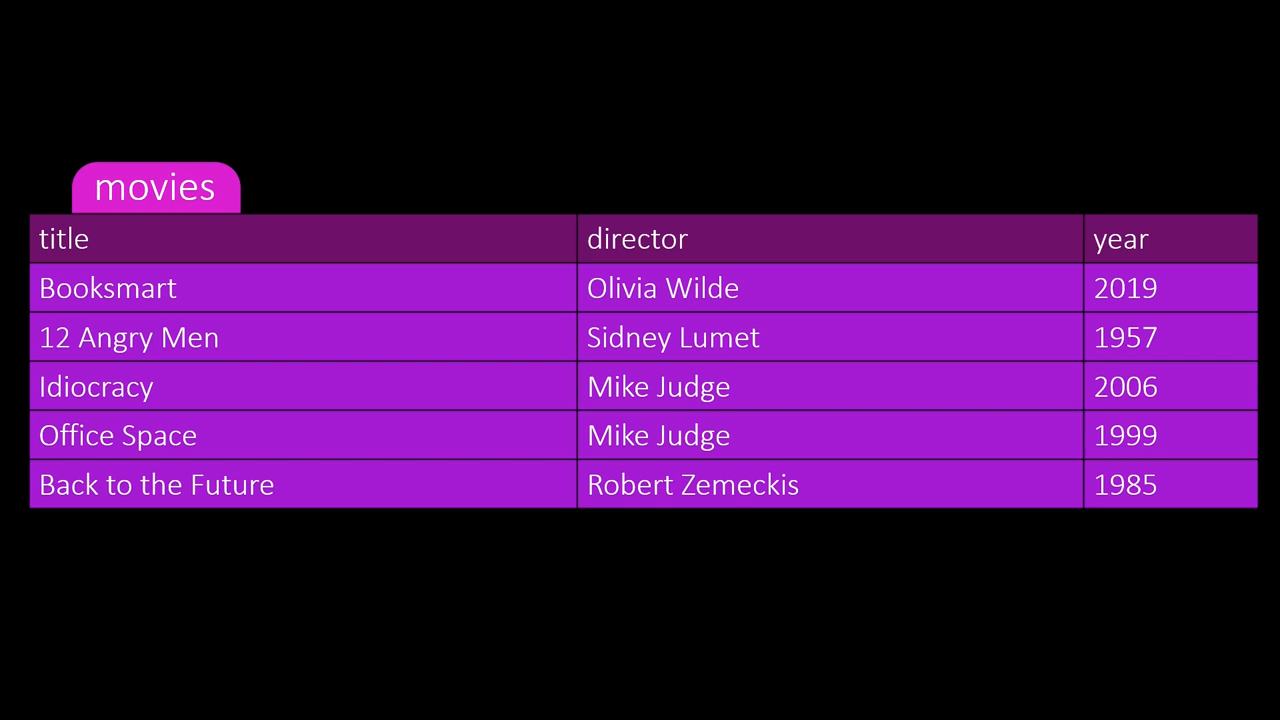 movies
title director year
Booksmart Olivia Wilde 2019
12 Angry Men Sidney Lumet 1957
Idiocracy Mike Judge 2006
Office Space Mike Judge 1999
Back to the Future Robert Zemeckis 1985